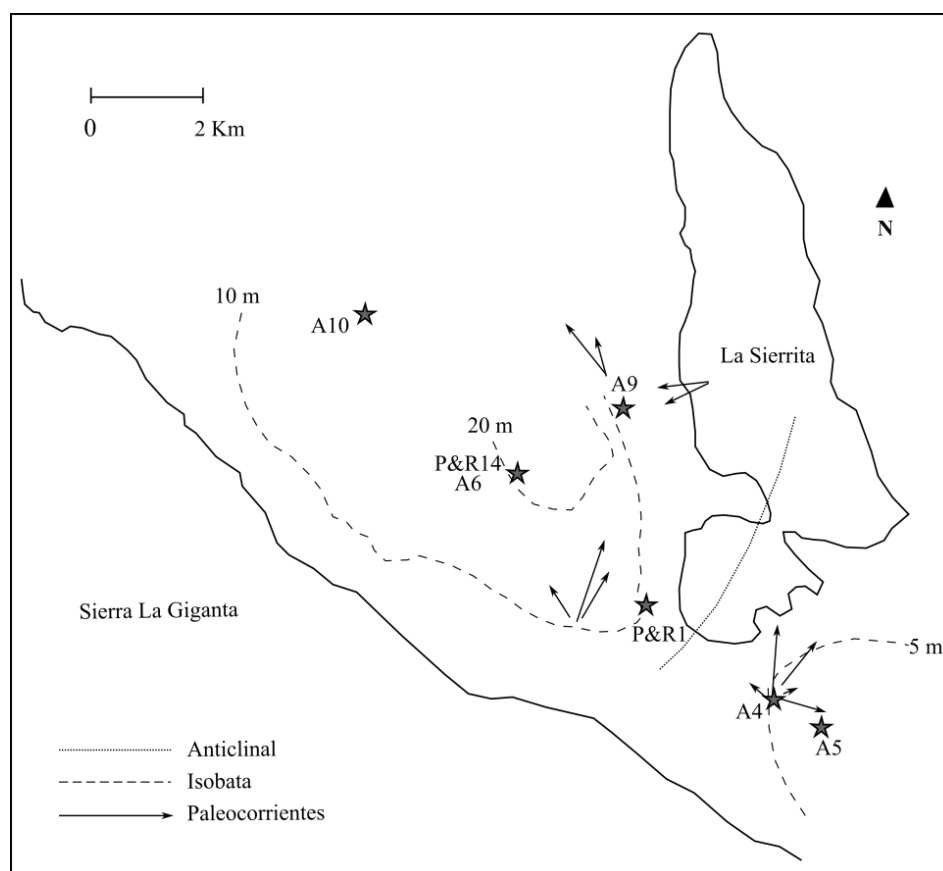 0
2 Km
N
10 m
A10
La Sierrita
A9
20 m
P&R14
A6
Sierra La Giganta
P&R1
5 m
A4
A5
Anticlinal
Isobata
Paleocorrientes